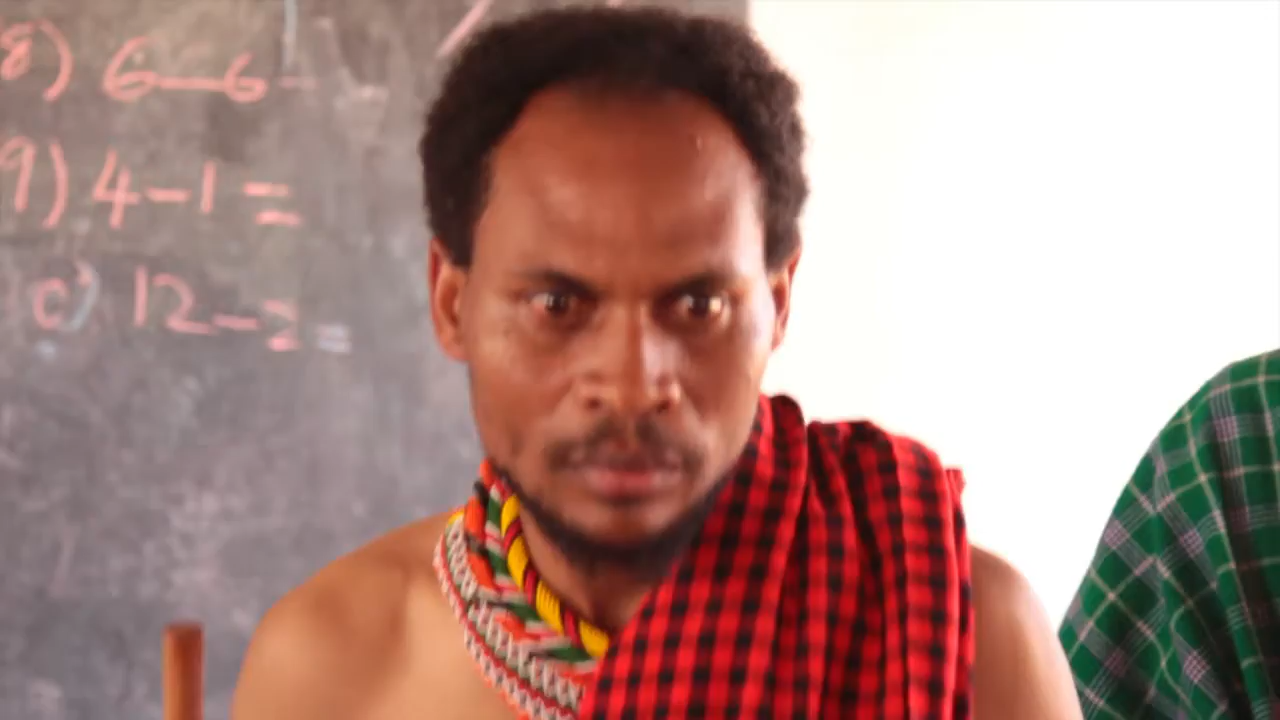 8) 6-6 =
9) 4-1 =
c) 12-2=